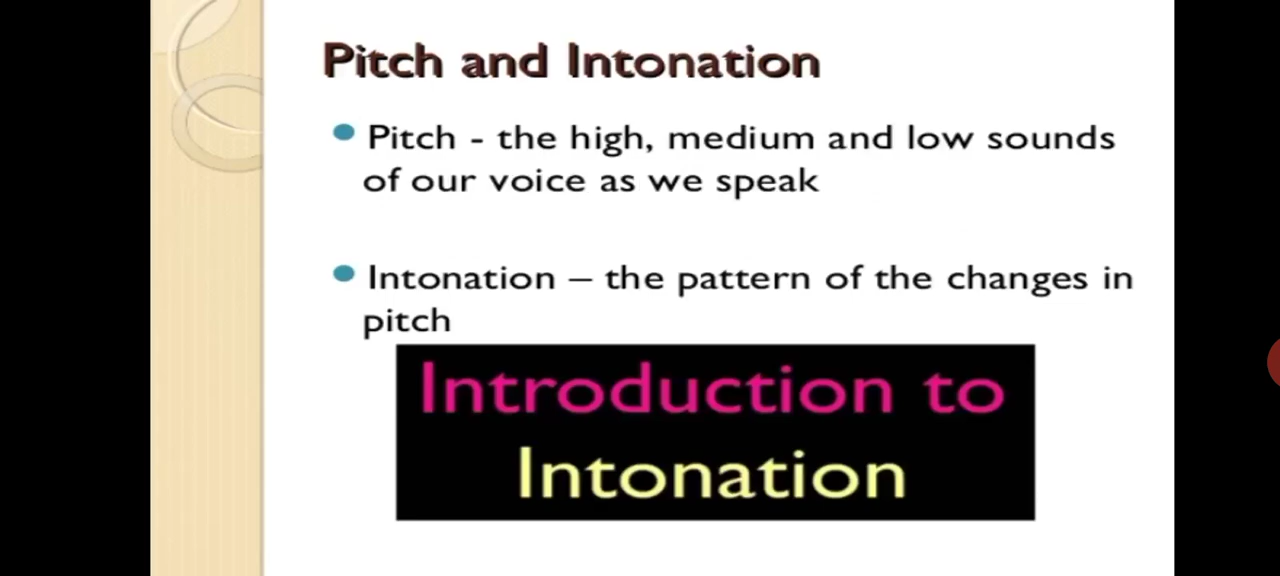 Pitch and Intonation
Pitch - the high, medium and low sounds
of our voice as we speak
Intonation – the pattern of the changes in
pitch
Introduction to
Intonation